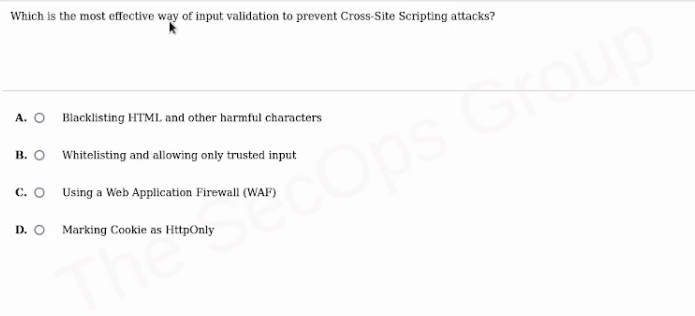 Which is the most effective way of input validation to prevent Cross-Site Scripting attacks?
A. Blacklisting HTML and other harmful characters
B. Whitelisting and allowing only trusted input
C. Using a Web Application Firewall (WAF)
D. Marking Cookie as HttpOnly
The SecOps Group